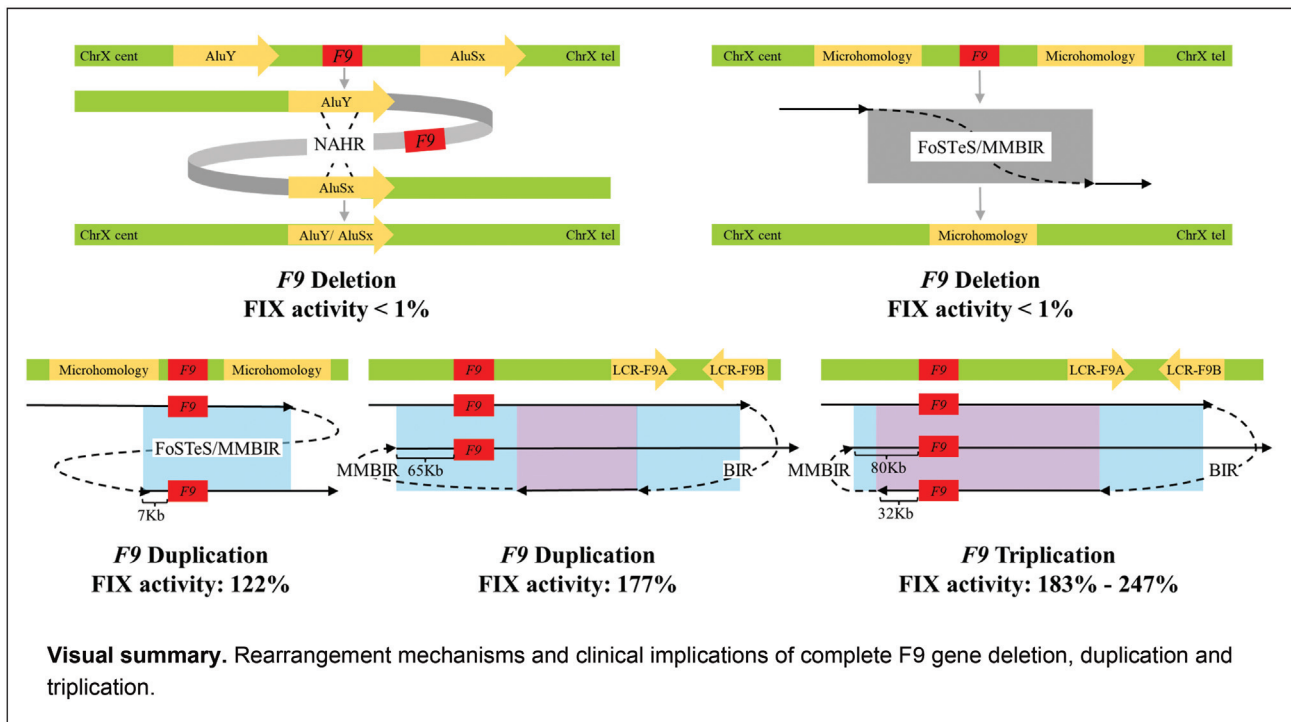 ChrX cent AluY F9 AluSx ChrX tel
AluY
NAHR F9
AluSx
ChrX cent AluY/ AluSx ChrX tel
F9 Deletion
FIX activity < 1%
ChrX cent Microhomology F9 Microhomology ChrX tel
FoSTeS/MMBIR
ChrX cent Microhomology ChrX tel
F9 Deletion
FIX activity < 1%
Microhomology F9 Microhomology
F9
FoSTeS/MMBIR
F9
7Kb
F9 Duplication
FIX activity: 122%
F9 LCR-F9A LCR-F9B
F9
F9
MMBIR 65Kb BIR
F9 Duplication
FIX activity: 177%
F9 LCR-F9A LCR-F9B
F9
F9
MMBIR 80Kb BIR
F9
32Kb
F9 Triplication
FIX activity: 183% - 247%
Visual summary. Rearrangement mechanisms and clinical implications of complete F9 gene deletion, duplication and
triplication.